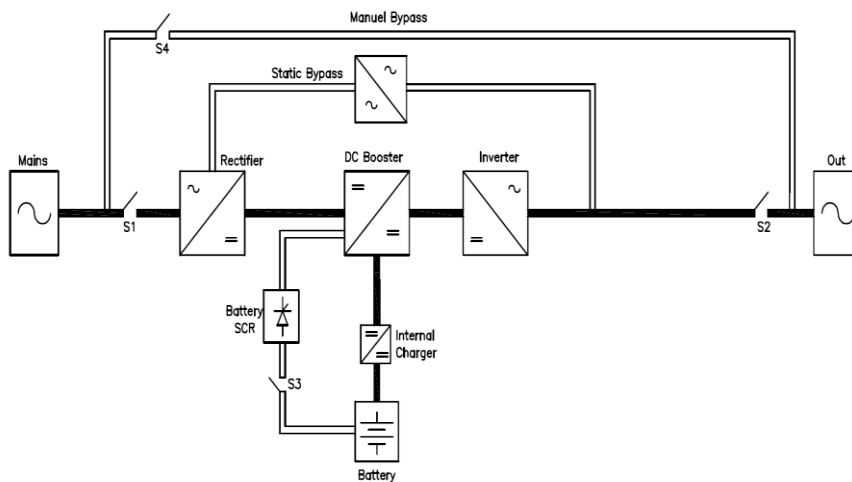 Manuel Bypass
S4
Static Bypass
Mains
Rectifier
DC Booster
Inverter
Out
S1
S2
Battery
SCR
Internal
Charger
S3
Battery